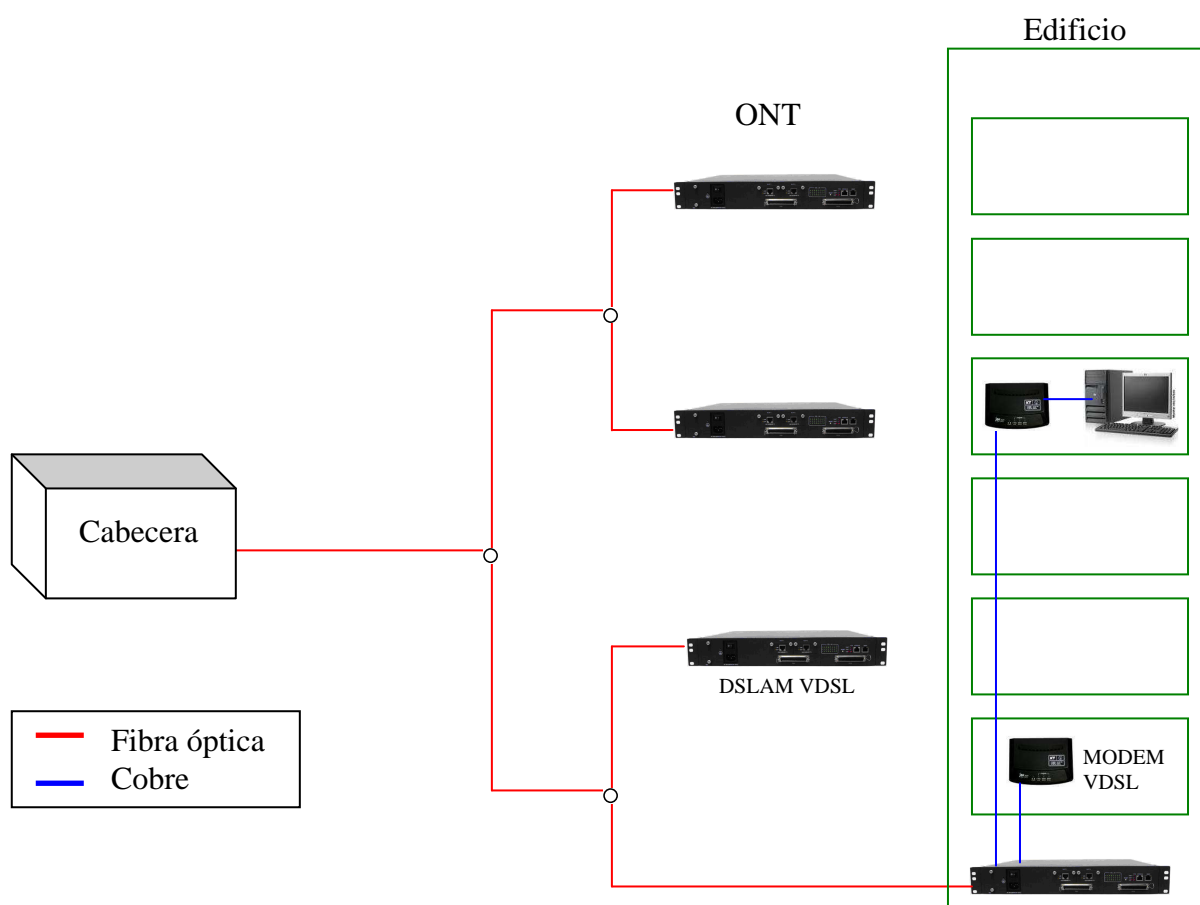 Edificio
ONT
Cabecera
DSLAM VDSL
Fibra óptica
Cobre
MODEM
VDSL